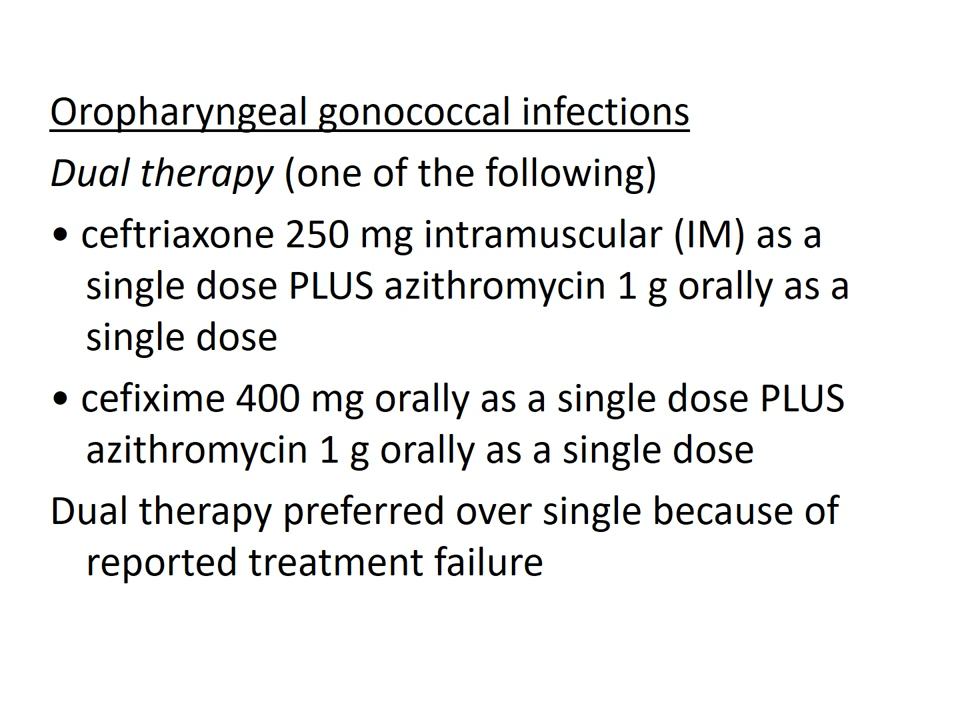 Oropharyngeal gonococcal infections
Dual therapy (one of the following)
• ceftriaxone 250 mg intramuscular (IM) as a
single dose PLUS azithromycin 1 g orally as a
single dose
• cefixime 400 mg orally as a single dose PLUS
azithromycin 1 g orally as a single dose
Dual therapy preferred over single because of
reported treatment failure